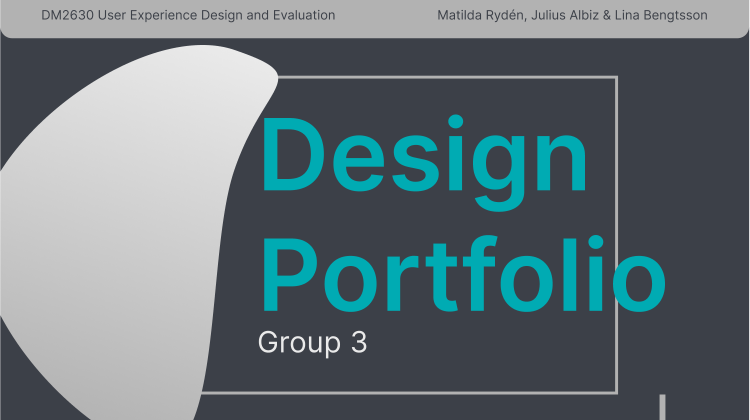 DM2630 User Experience Design and Evaluation
Matilda Rydén, Julius Albiz & Lina Bengtsson
Design
Portfolio
Group 3